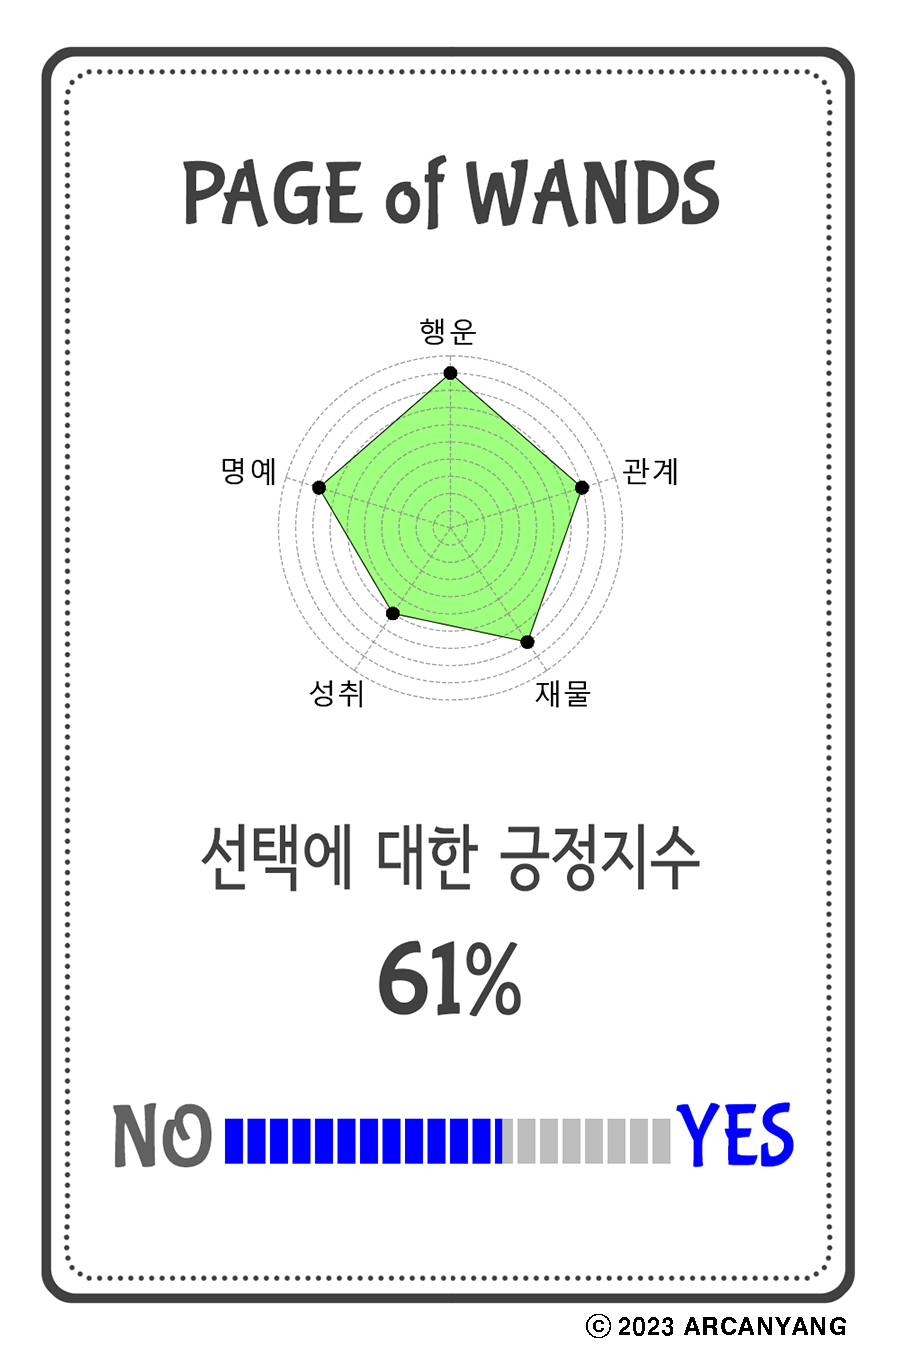 PAGE of WANDS
행운
명예
관계
성취
재물
선택에 대한 긍정지수
61%
NO YES
© 2023 ARCANYANG